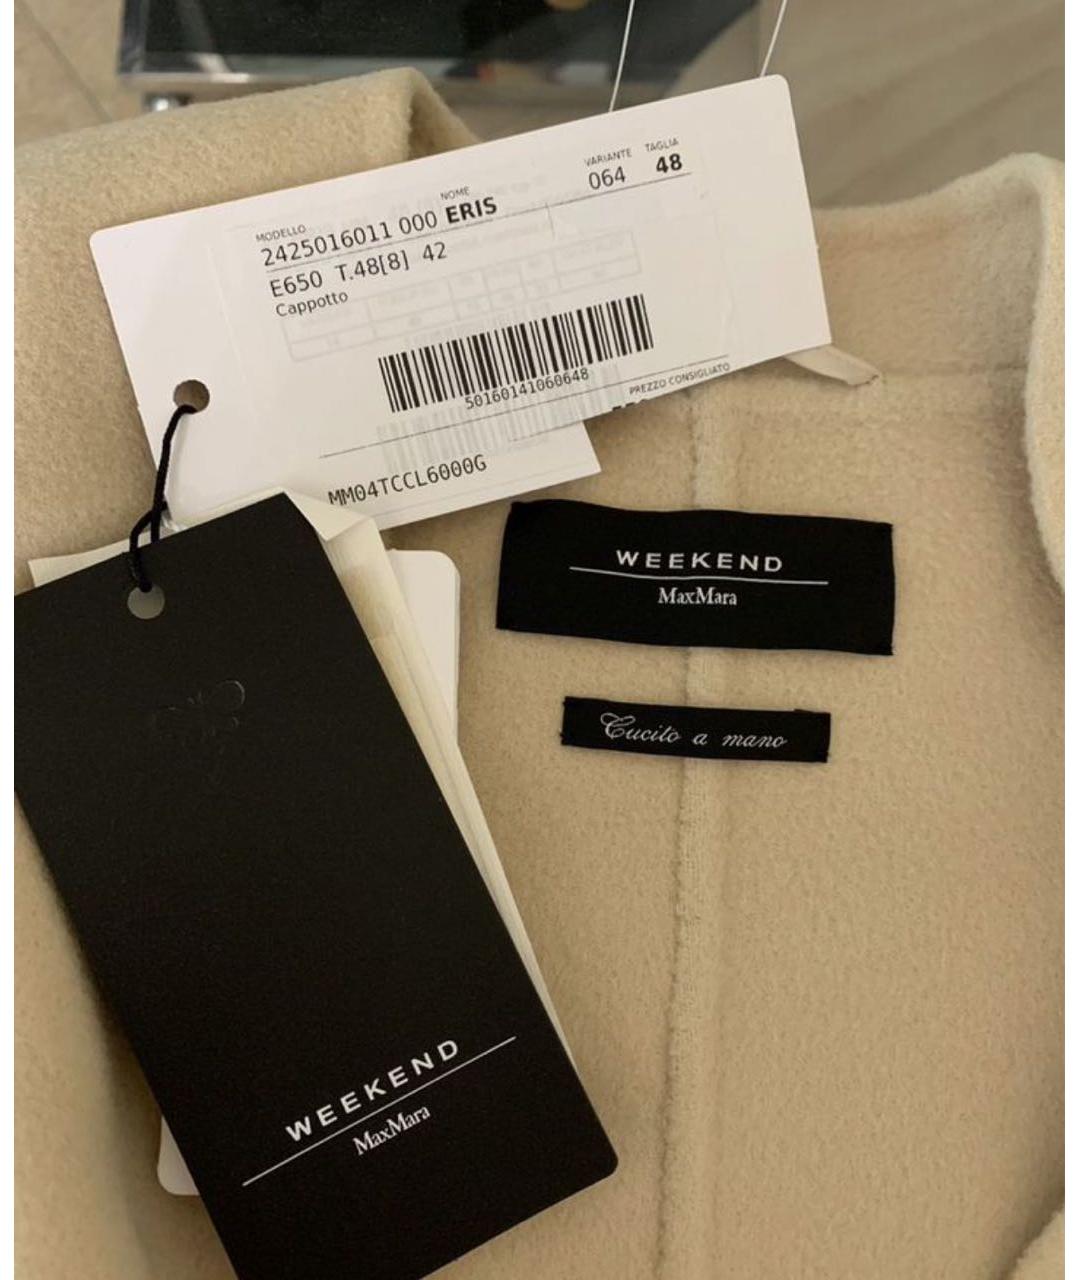 MODELLO NOME VARIANTE TAGLIA
2425016011 000 ERIS 064 48
E650 T.48[8] 42
Cappotto
50160141060648
PREZZO CONSIGLIATO
MM04TCCL6000G
WEEKEND
MaxMara
Cucito a mano
WEEKEND
MaxMara